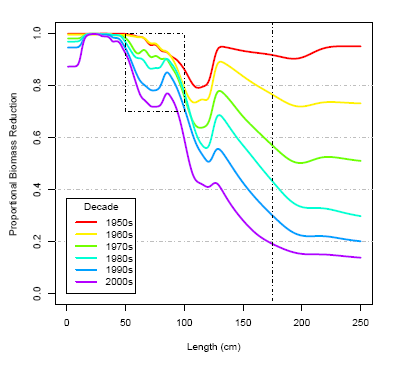 Proportional Biomass Reduction
1.0
0.8
0.6
0.4
0.2
0.0
Decade
1950s
1960s
1970s
1980s
1990s
2000s
0 50 100 150 200 250
Length (cm)